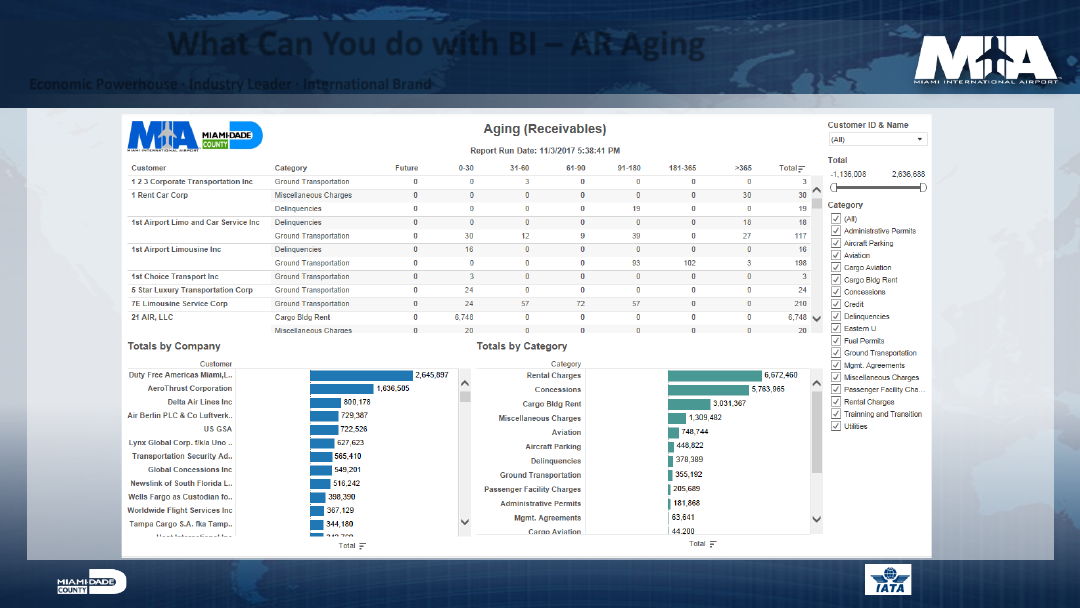 What Can You do with BI – AR Aging
Economic Powerhouse · Industry Leader · International Brand
MIA
MIAMI INTERNATIONAL AIRPORT
MIA MIAMI-DADE COUNTY
MIAMI INTERNATIONAL AIRPORT
Aging (Receivables)
Report Run Date: 11/3/2017 5:38:41 PM
Customer Category Future 0-30 31-60 61-90 91-180 181-365 >365 Total
1 2 3 Corporate Transportation Inc Ground Transportation 0 0 3 0 0 0 0 3
1 Rent Car Corp Miscellaneous Charges 0 0 0 0 0 0 30 30
Delinquencies 0 0 0 0 19 0 0 19
1st Airport Limo and Car Service Inc Delinquencies 0 0 0 0 0 0 18 18
Ground Transportation 0 30 12 9 39 0 27 117
1st Airport Limousine Inc Delinquencies 0 16 0 0 0 0 0 16
Ground Transportation 0 0 0 0 93 102 3 198
1st Choice Transport Inc Ground Transportation 0 3 0 0 0 0 0 3
5 Star Luxury Transportation Corp Ground Transportation 0 24 0 0 0 0 0 24
7E Limousine Service Corp Ground Transportation 0 24 57 72 57 0 0 210
21 AIR, LLC Cargo Bldg Rent 0 6,748 0 0 0 0 0 6,748
Miscellaneous Charges 0 20 0 0 0 0 0 20
Customer ID & Name
(All)
Total
-1,136,008 2,636,688
Category
(All)
Administrative Permits
Aircraft Parking
Aviation
Cargo Aviation
Cargo Bldg Rent
Concessions
Credit
Delinquencies
Eastern U
Fuel Permits
Ground Transportation
Mgmt. Agreements
Miscellaneous Charges
Passenger Facility Cha...
Rental Charges
Trainning and Transition
Utilities
Totals by Company
Customer
Duty Free Americas Miami,L.. 2,645,897
AeroThrust Corporation 1,636,505
Delta Air Lines Inc 800,178
Air Berlin PLC & Co Luftverk.. 729,387
US GSA 722,526
Lynx Global Corp. f/k/a Uno .. 627,623
Transportation Security Ad.. 565,410
Global Concessions Inc 549,201
Newslink of South Florida L.. 516,242
Wells Fargo as Custodian fo.. 398,390
Worldwide Flight Services Inc 367,129
Tampa Cargo S.A. fka Tamp.. 344,180
Total
Totals by Category
Category
Rental Charges 6,672,460
Concessions 5,763,965
Cargo Bldg Rent 3,031,367
Miscellaneous Charges 1,309,482
Aviation 748,744
Aircraft Parking 448,822
Delinquencies 378,389
Ground Transportation 355,192
Passenger Facility Charges 205,689
Administrative Permits 181,868
Mgmt. Agreements 63,641
Cargo Aviation 44,200
Total
MIAMI-DADE
COUNTY
IATA